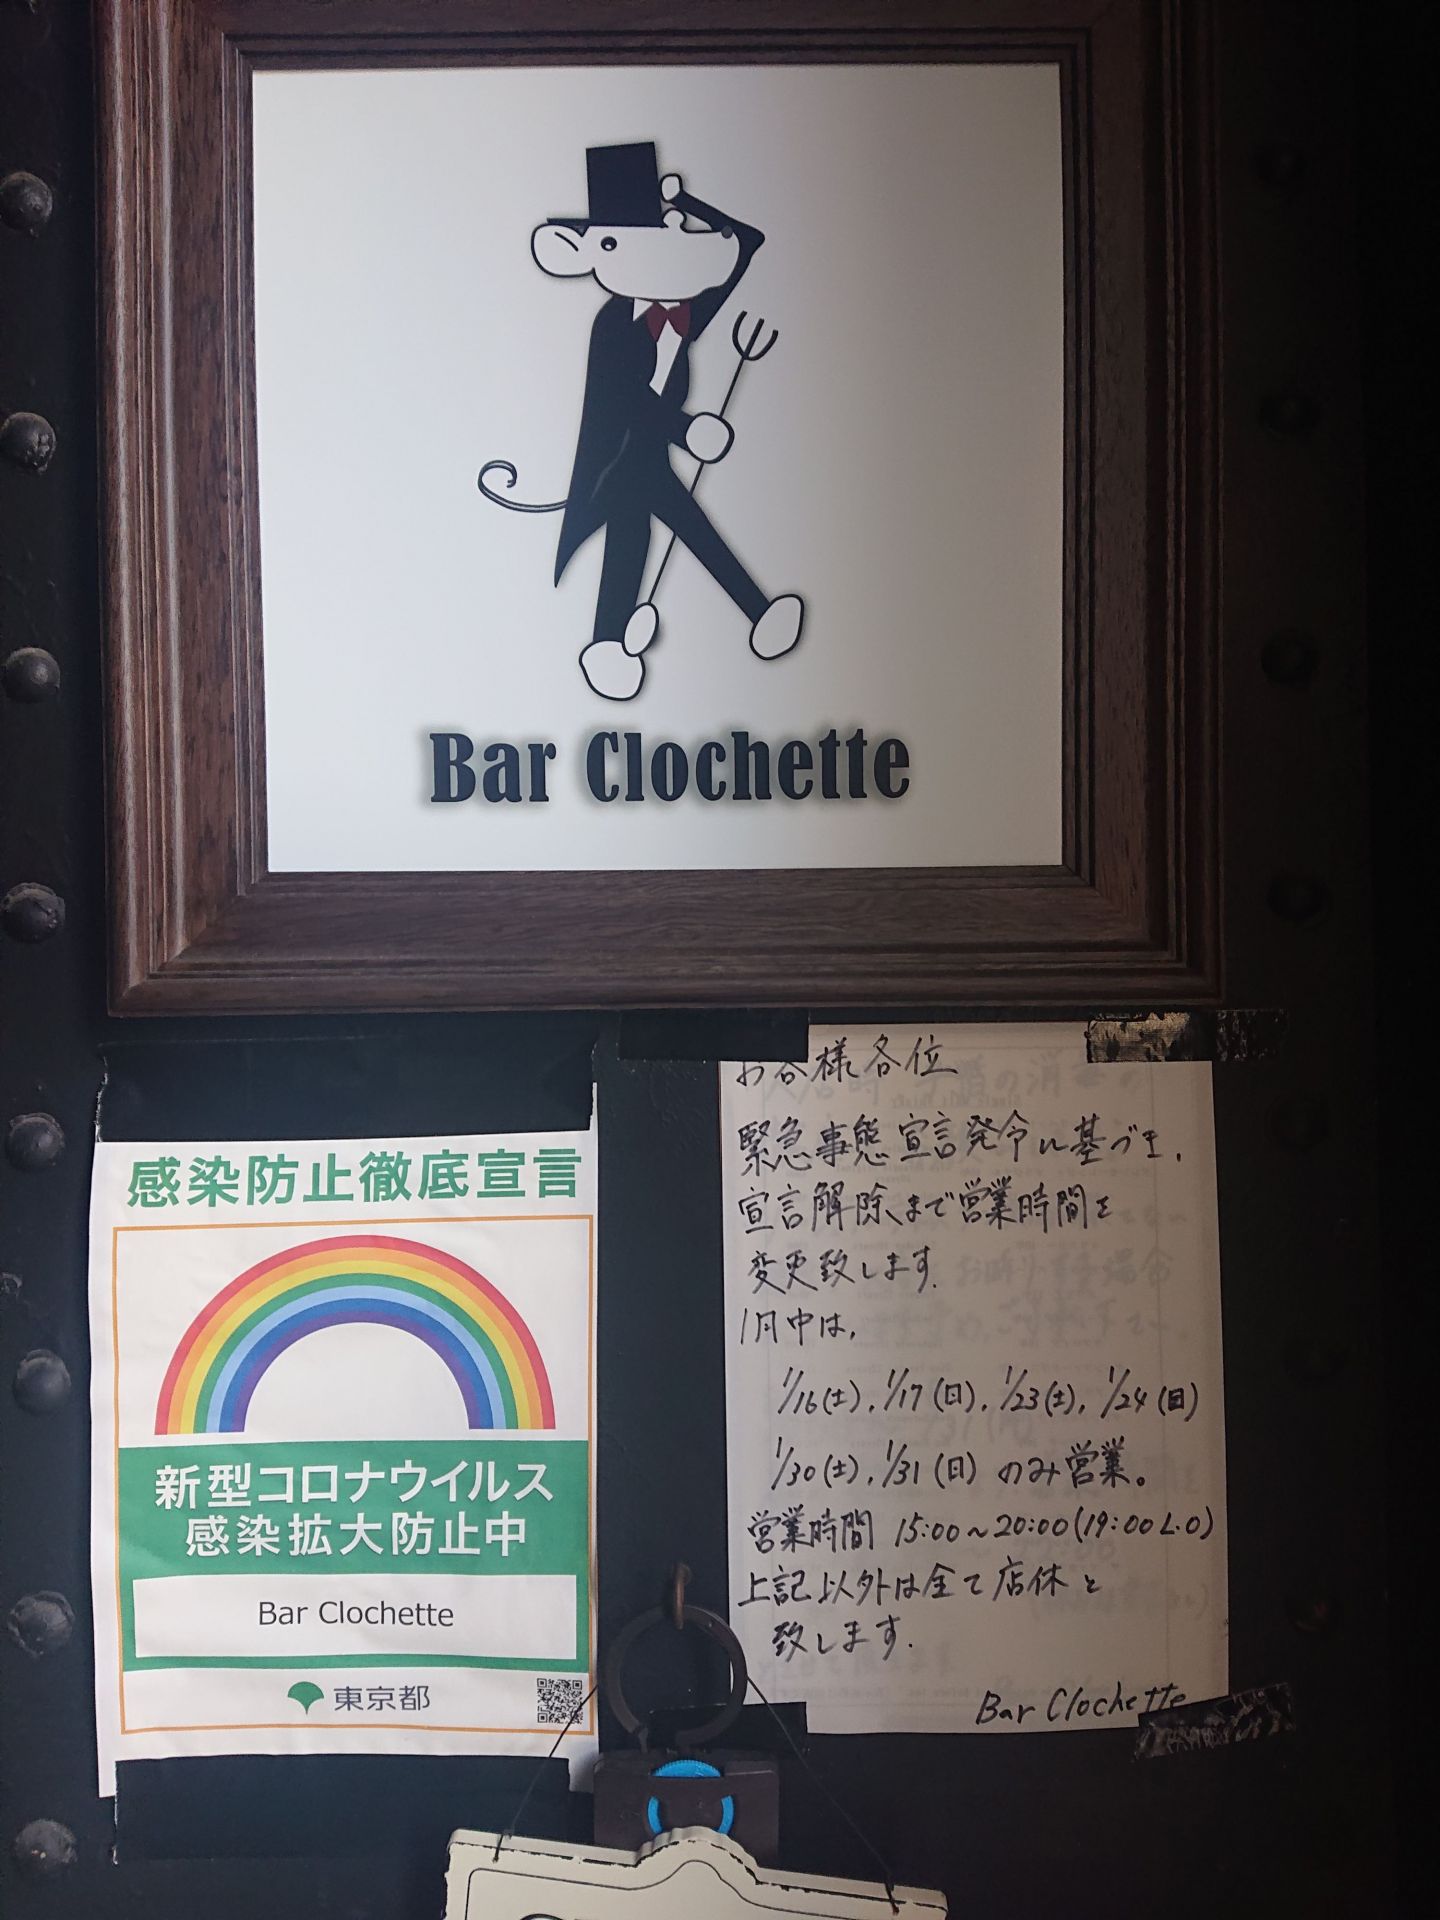 Bar Clochette
感染防止徹底宣言
新型コロナウイルス
感染拡大防止中
Bar Clochette
東京都
お客様各位
緊急事態宣言発令に基づき、
宣言解除まで営業時間を
変更致します.
1月中は、
1/16(土)、1/17(日)、1/23(土)、1/24(日)
1/30(土)、1/31(日)のみ営業。
営業時間 15:00~20:00(19:00 L.O)
上記以外は全て店休と
致します.
Bar Clochette